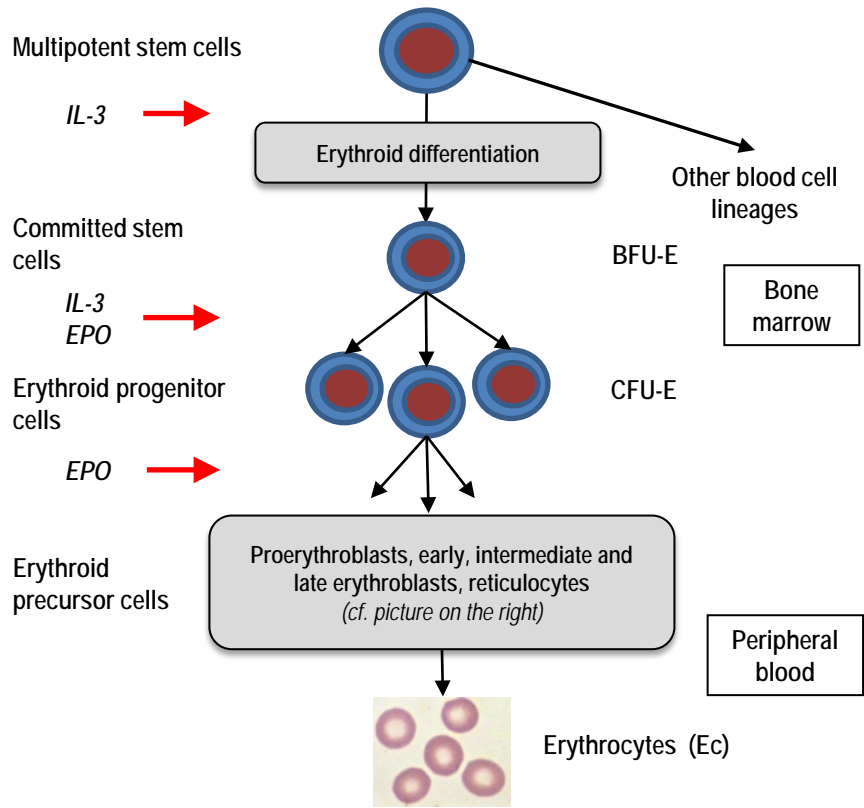 Multipotent stem cells
IL-3
Erythroid differentiation
Other blood cell
lineages
Committed stem
cells
BFU-E
Bone
marrow
IL-3
EPO
Erythroid progenitor
cells
CFU-E
EPO
Proerythroblasts, early, intermediate and
late erythroblasts, reticulocytes
(cf. picture on the right)
Erythroid
precursor cells
Peripheral
blood
Erythrocytes (Ec)